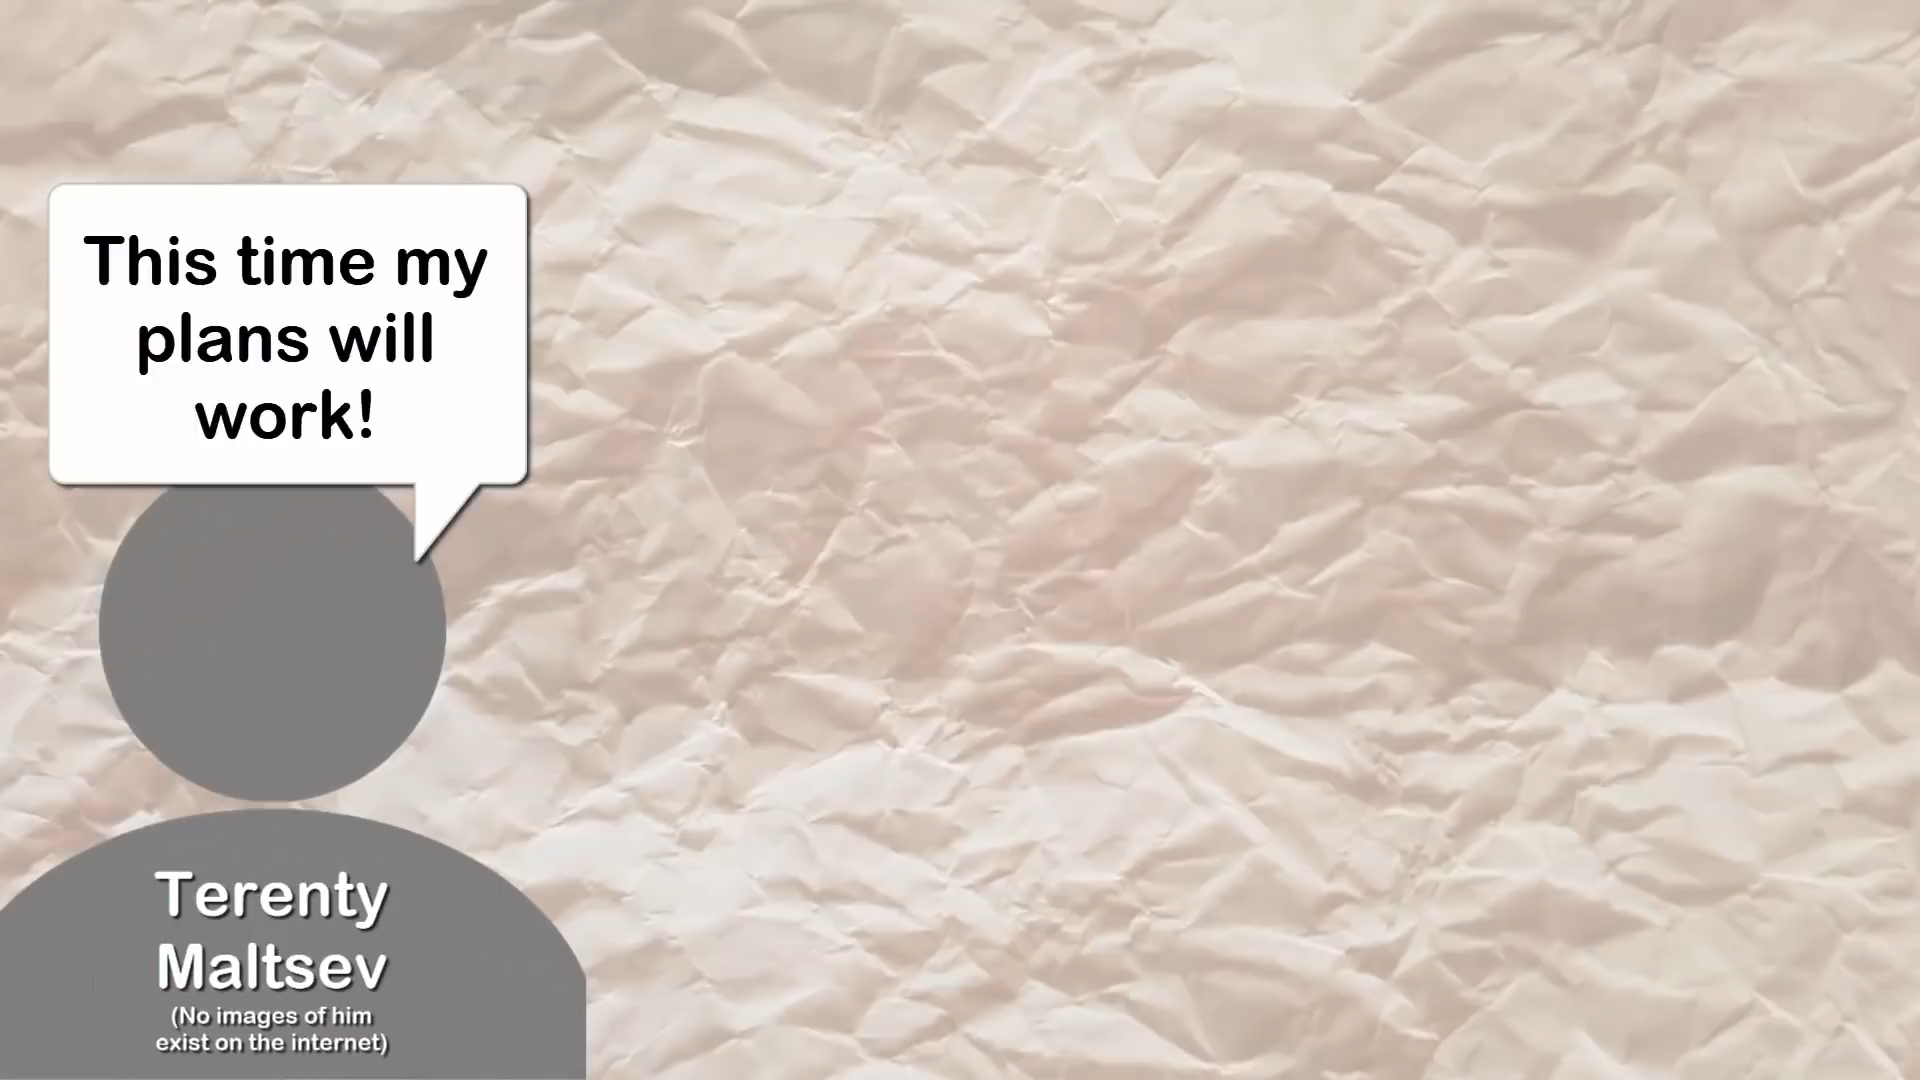 This time my
plans will
work!
Terenty
Maltsev
(No images of him
exist on the internet)